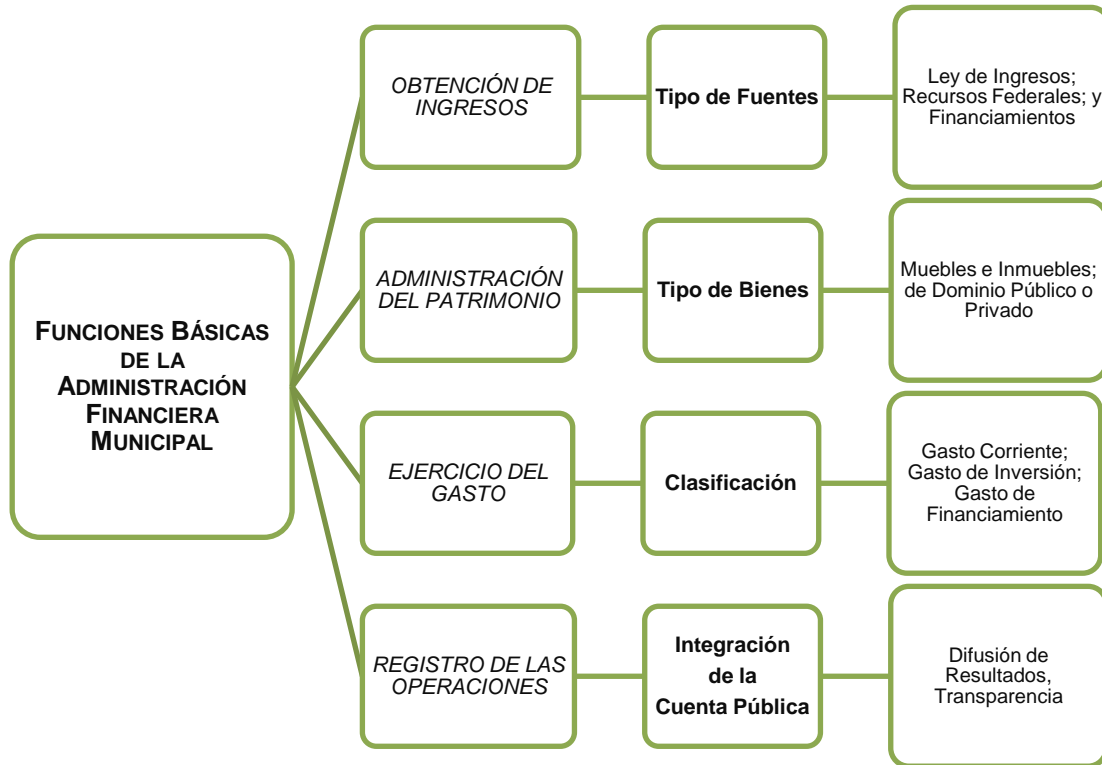 FUNCIONES BÁSICAS
DE LA
ADMINISTRACIÓN
FINANCIERA
MUNICIPAL
OBTENCIÓN DE
INGRESOS
Tipo de Fuentes
Ley de Ingresos;
Recursos Federales; y
Financiamientos
ADMINISTRACIÓN
DEL PATRIMONIO
Tipo de Bienes
Muebles e Inmuebles;
de Dominio Público o
Privado
EJERCICIO DEL
GASTO
Clasificación
Gasto Corriente;
Gasto de Inversión;
Gasto de
Financiamiento
REGISTRO DE LAS
OPERACIONES
Integración
de la
Cuenta Pública
Difusión de
Resultados,
Transparencia